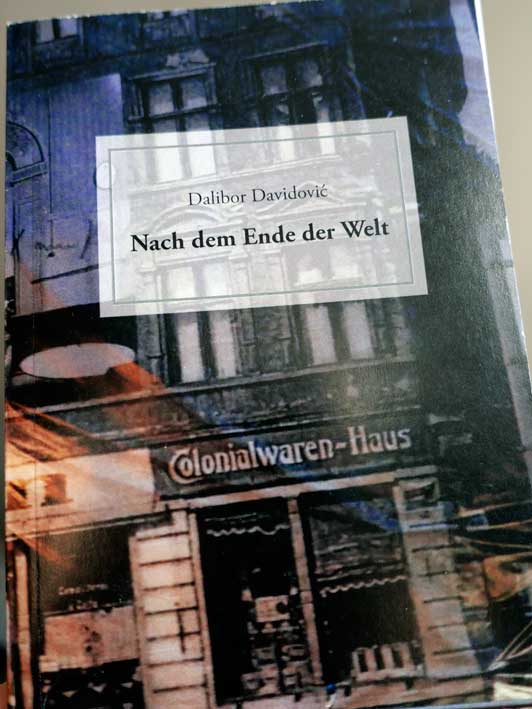 Dalibor Davidović
Nach dem Ende der Welt
Colonialwaren-Haus